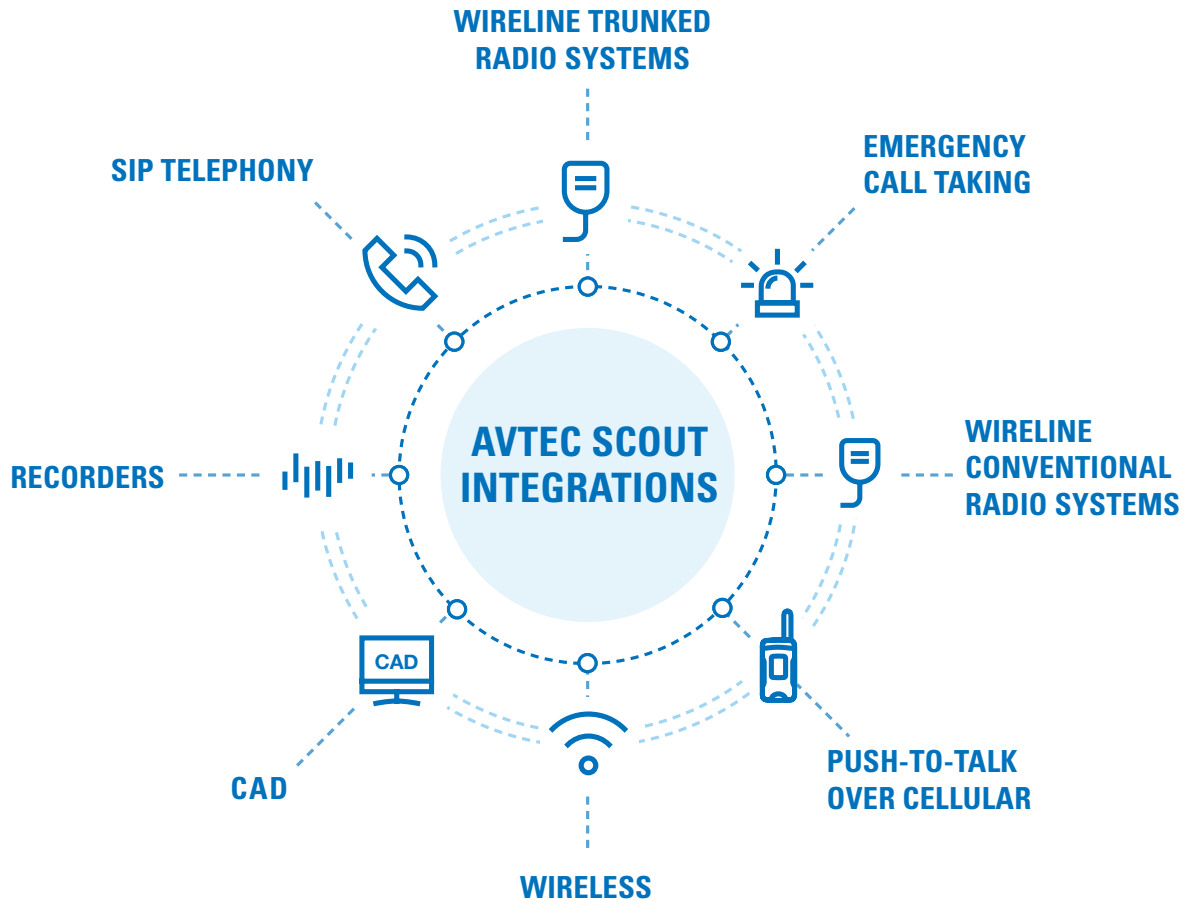 WIRELINE TRUNKED
RADIO SYSTEMS
EMERGENCY
CALL TAKING
SIP TELEPHONY
AVTEC SCOUT
INTEGRATIONS
WIRELINE
CONVENTIONAL
RADIO SYSTEMS
RECORDERS
CAD
PUSH-TO-TALK
OVER CELLULAR
CAD
WIRELESS